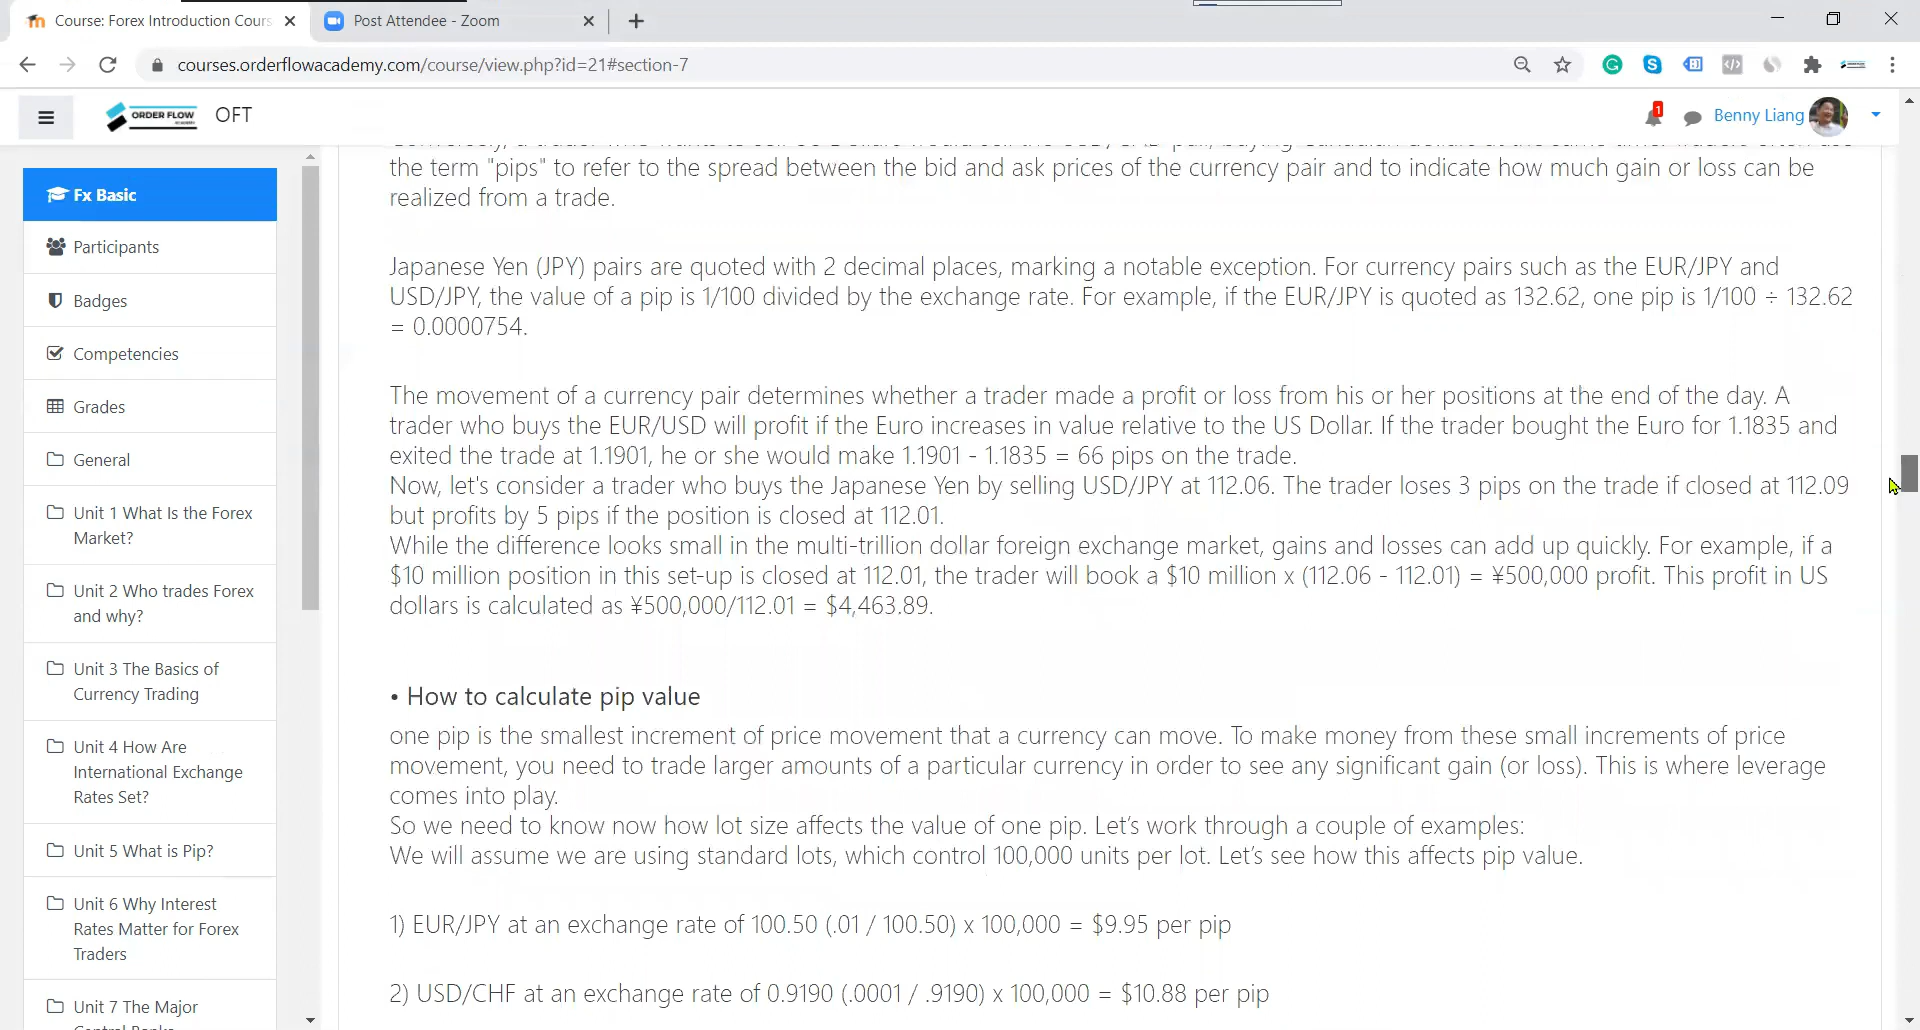 Course: Forex Introduction Cours
Post Attendee - Zoom
courses.orderflowacademy.com/course/view.php?id=21#section-7
ORDER FLOW
ACADEMY
OFT
1
Benny Liang
Fx Basic
Participants
Badges
Competencies
Grades
General
Unit 1 What Is the Forex
Market?
Unit 2 Who trades Forex
and why?
Unit 3 The Basics of
Currency Trading
Unit 4 How Are
International Exchange
Rates Set?
Unit 5 What is Pip?
Unit 6 Why Interest
Rates Matter for Forex
Traders
Unit 7 The Major
the term "pips" to refer to the spread between the bid and ask prices of the currency pair and to indicate how much gain or loss can be
realized from a trade.
Japanese Yen (JPY) pairs are quoted with 2 decimal places, marking a notable exception. For currency pairs such as the EUR/JPY and
USD/JPY, the value of a pip is 1/100 divided by the exchange rate. For example, if the EUR/JPY is quoted as 132.62, one pip is 1/100 ÷ 132.62
= 0.0000754.
The movement of a currency pair determines whether a trader made a profit or loss from his or her positions at the end of the day. A
trader who buys the EUR/USD will profit if the Euro increases in value relative to the US Dollar. If the trader bought the Euro for 1.1835 and
exited the trade at 1.1901, he or she would make 1.1901 - 1.1835 = 66 pips on the trade.
Now, let's consider a trader who buys the Japanese Yen by selling USD/JPY at 112.06. The trader loses 3 pips on the trade if closed at 112.09
but profits by 5 pips if the position is closed at 112.01.
While the difference looks small in the multi-trillion dollar foreign exchange market, gains and losses can add up quickly. For example, if a
$10 million position in this set-up is closed at 112.01, the trader will book a $10 million x (112.06 - 112.01) = ¥500,000 profit. This profit in US
dollars is calculated as ¥500,000/112.01 = $4,463.89.
• How to calculate pip value
one pip is the smallest increment of price movement that a currency can move. To make money from these small increments of price
movement, you need to trade larger amounts of a particular currency in order to see any significant gain (or loss). This is where leverage
comes into play.
So we need to know now how lot size affects the value of one pip. Let's work through a couple of examples:
We will assume we are using standard lots, which control 100,000 units per lot. Let's see how this affects pip value.
1) EUR/JPY at an exchange rate of 100.50 (.01 / 100.50) x 100,000 = $9.95 per pip
2) USD/CHF at an exchange rate of 0.9190 (.0001 / .9190) x 100,000 = $10.88 per pip